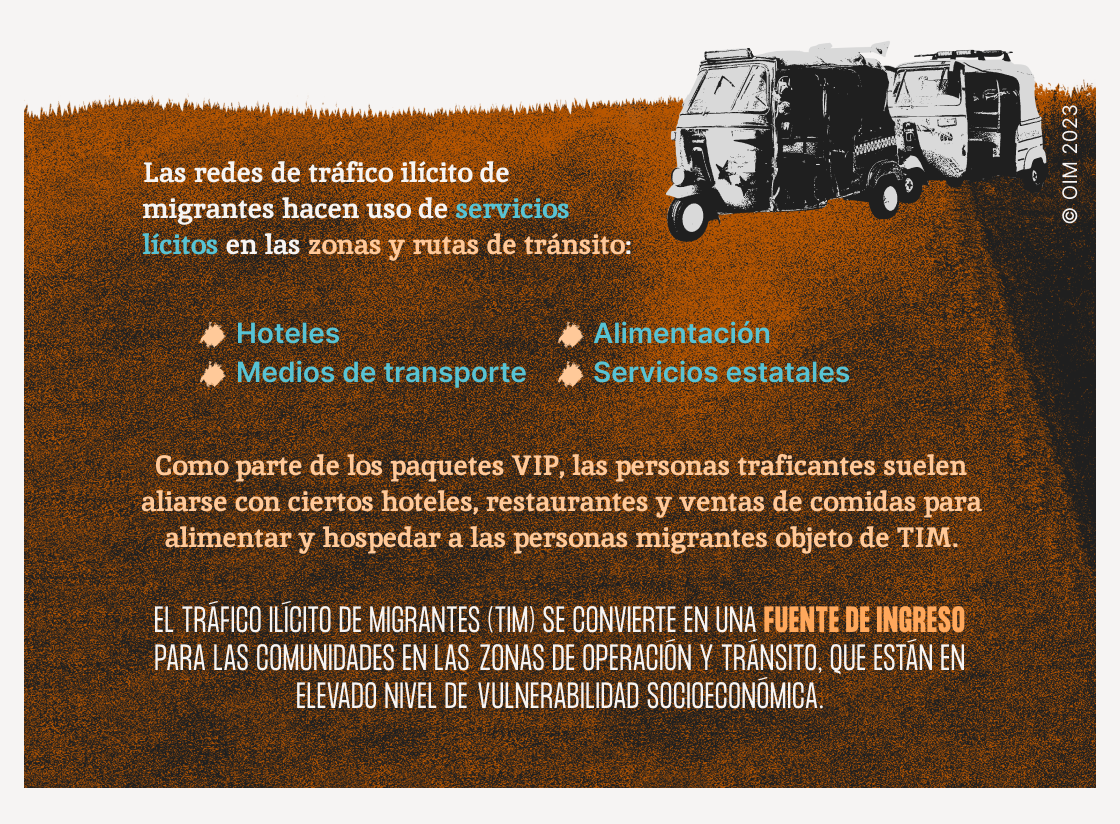 © OIM 2023
Las redes de tráfico ilícito de
migrantes hacen uso de servicios
lícitos en las zonas y rutas de tránsito:
Hoteles
Alimentación
Medios de transporte
Servicios estatales
Como parte de los paquetes VIP, las personas traficantes suelen
aliarse con ciertos hoteles, restaurantes y ventas de comidas para
alimentar y hospedar a las personas migrantes objeto de TIM.
EL TRÁFICO ILÍCITO DE MIGRANTES (TIM) SE CONVIERTE EN UNA FUENTE DE INGRESO
PARA LAS COMUNIDADES EN LAS ZONAS DE OPERACIÓN Y TRÁNSITO, QUE ESTÁN EN
ELEVADO NIVEL DE VULNERABILIDAD SOCIOECONÓMICA.